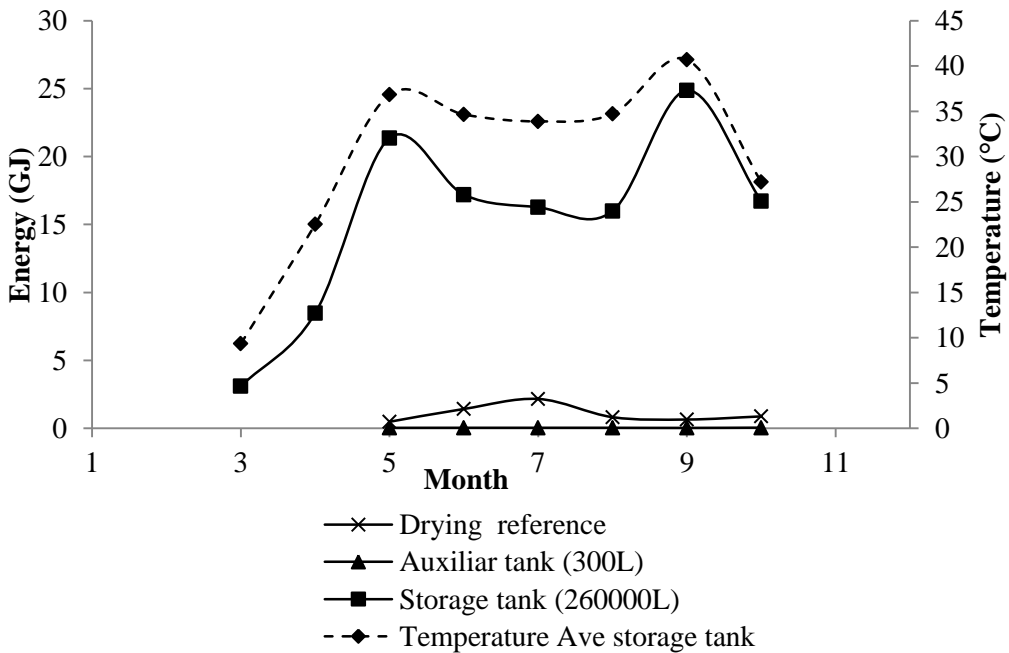 30
25
20
15
10
5
0
Energy (GJ)
45
40
35
30
25
20
15
10
5
0
Temperature (°C)
1 3 5 7 9 11
Month
Drying reference
Auxiliar tank (300L)
Storage tank (260000L)
Temperature Ave storage tank